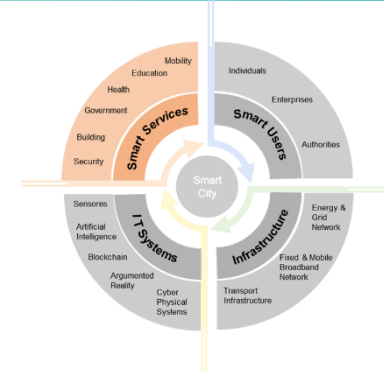 Mobility
Education
Health
Government
Building
Security
Smart Services
Individuals
Enterprises
Authorities
Smart Users
Smart
City
Sensores
Artificial
Intelligence
Blockchain
Argumented
Reality
Cyber
Physical
Systems
IT Systems
Infrastructure
Energy &
Grid
Network
Fixed & Mobile
Broadband
Network
Transport
Infrastructure